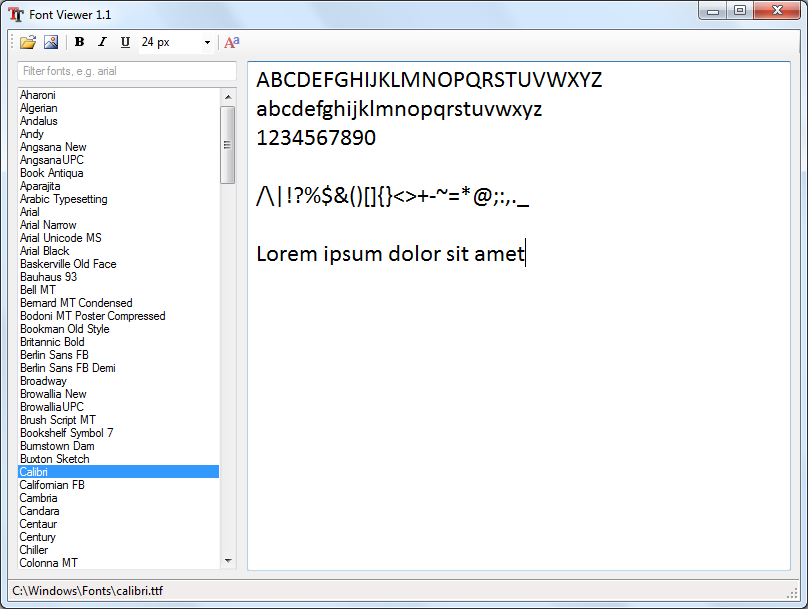 Font Viewer 1.1
B I U 24 px Aa
Filter fonts, e.g. arial
Aharoni
Algerian
Andalus
Andy
Angsana New
AngsanaUPC
Book Antiqua
Aparajita
Arabic Typesetting
Arial
Arial Narrow
Arial Unicode MS
Arial Black
Baskerville Old Face
Bauhaus 93
Bell MT
Bernard MT Condensed
Bodoni MT Poster Compressed
Bookman Old Style
Britannic Bold
Berlin Sans FB
Berlin Sans FB Demi
Broadway
Browallia New
BrowalliaUPC
Brush Script MT
Bookshelf Symbol 7
Burnstown Dam
Buxton Sketch
Calibri
Californian FB
Cambria
Candara
Centaur
Century
Chiller
Colonna MT
ABCDEFGHIJKLMNOPQRSTUVWXYZ
abcdefghijklmnopqrstuvwxyz
1234567890
/\|!?%$&()[]{}<>+-~=*@;:,._
Lorem ipsum dolor sit amet
C:\Windows\Fonts\calibri.ttf